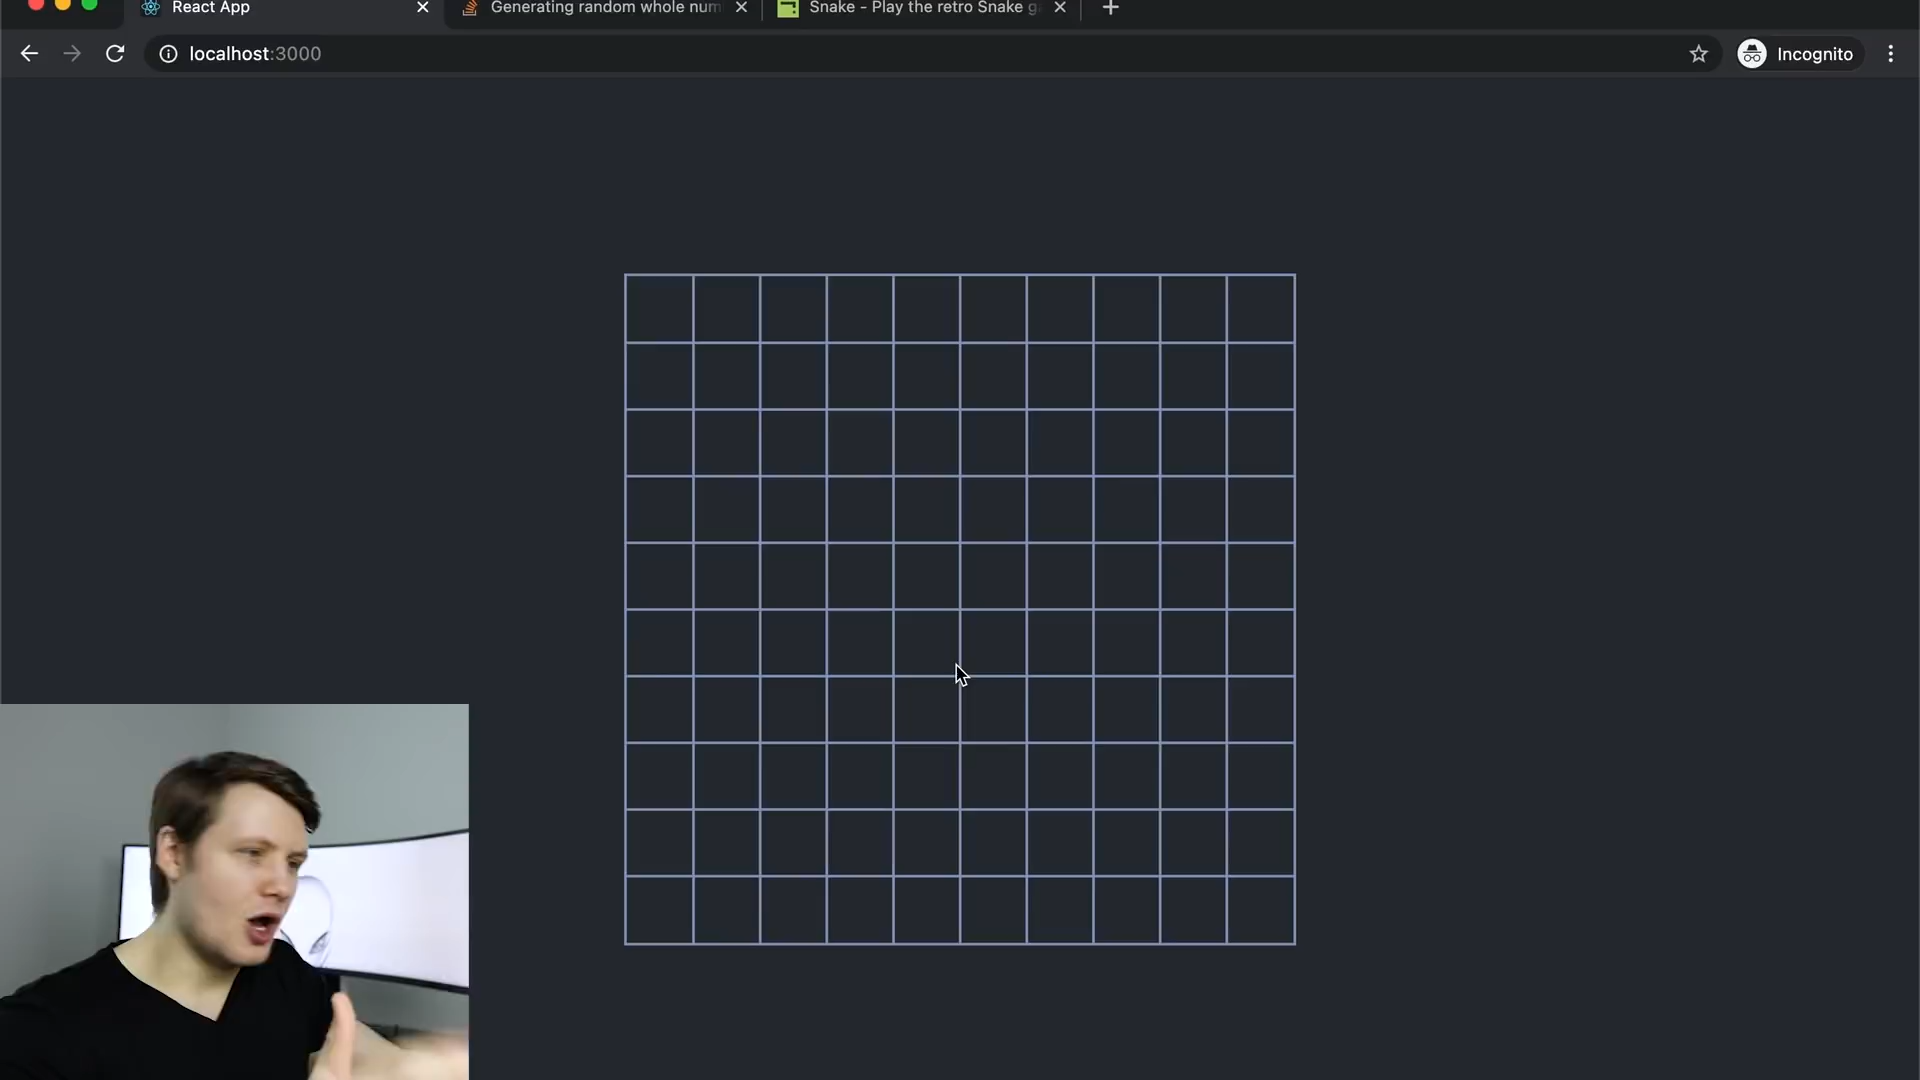 React App
Generating random whole num
Snake - Play the retro Snake g
localhost:3000
Incognito